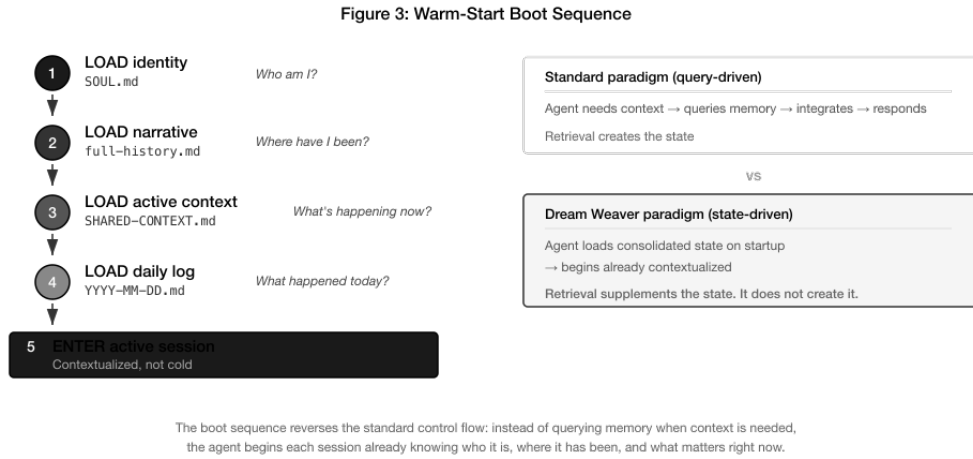 Figure 3: Warm-Start Boot Sequence
1
LOAD identity
SOUL.md
Who am I?
2
LOAD narrative
full-history.md
Where have I been?
3
LOAD active context
SHARED-CONTEXT.md
What's happening now?
4
LOAD daily log
YYYY-MM-DD.md
What happened today?
5
ENTER active session
Contextualized, not cold
Standard paradigm (query-driven)
Agent needs context → queries memory → integrates → responds
Retrieval creates the state
vs
Dream Weaver paradigm (state-driven)
Agent loads consolidated state on startup
→ begins already contextualized
Retrieval supplements the state. It does not create it.
The boot sequence reverses the standard control flow: instead of querying memory when context is needed,
the agent begins each session already knowing who it is, where it has been, and what matters right now.